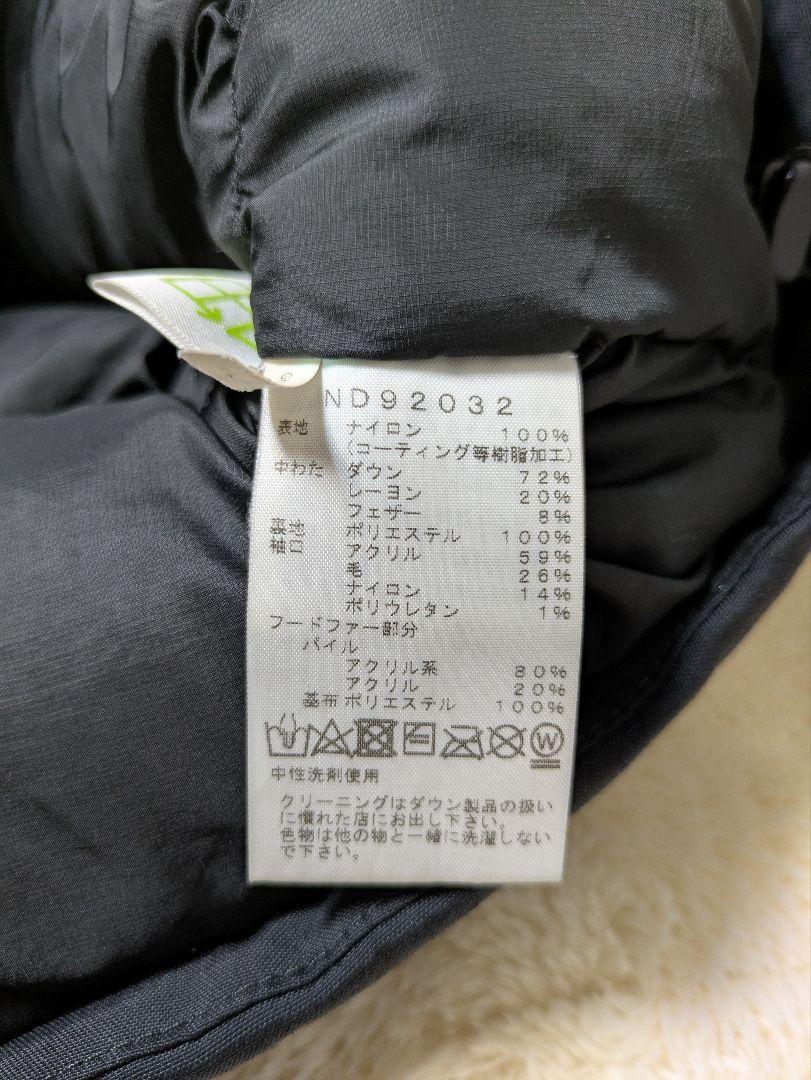 ND92032
表地 ナイロン 100%
(コーティング等樹脂加工)
中わた ダウン 72%
レーヨン 20%
フェザー 8%
裏地 ポリエステル 100%
袖口 アクリル 59%
毛 26%
ナイロン 14%
ポリウレタン 1%
フードファー部分
パイル
アクリル系 80%
アクリル 20%
基布 ポリエステル 100%
W
中性洗剤使用
クリーニングはダウン製品の扱い
に慣れた店にお出し下さい。
色物は他の物と一緒に洗濯しない
で下さい。